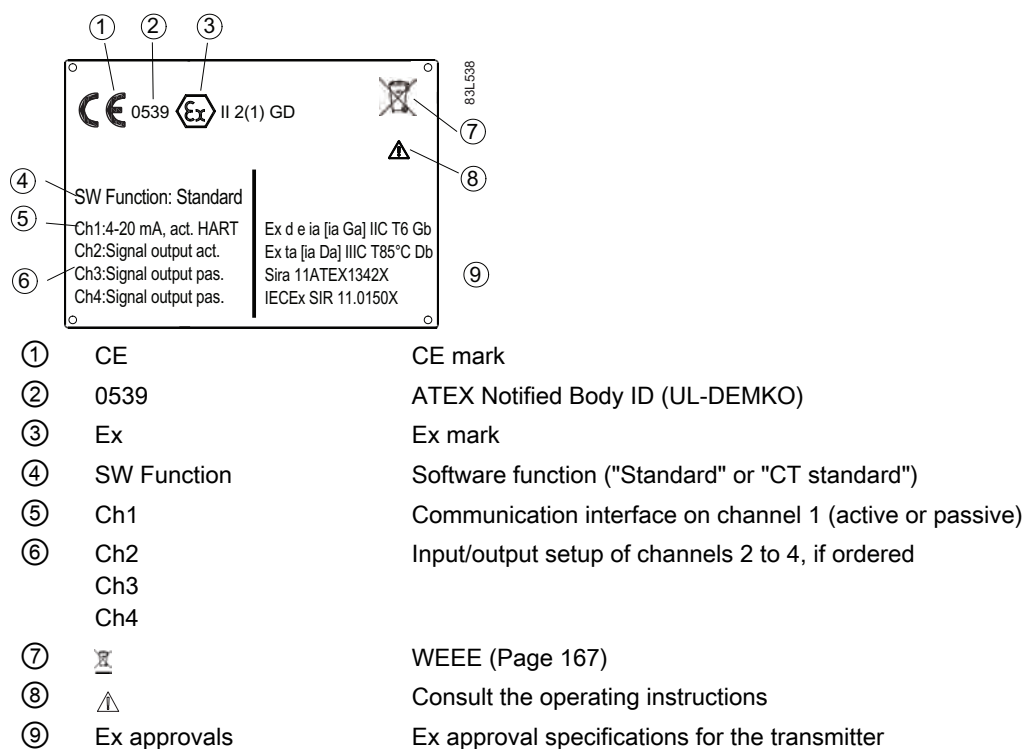 ① ② ③
83L538
CE 0539 Ex II 2(1) GD
⑦
⑧
④
SW Function: Standard
⑤
Ch1:4-20 mA, act. HART
Ch2:Signal output act.
⑥
Ch3:Signal output pas.
Ch4:Signal output pas.
Ex d e ia [ia Ga] IIC T6 Gb
Ex ta [ia Da] IIIC T85°C Db
Sira 11ATEX1342X
IECEx SIR 11.0150X
⑨
① CE CE mark
② 0539 ATEX Notified Body ID (UL-DEMKO)
③ Ex Ex mark
④ SW Function Software function ("Standard" or "CT standard")
⑤ Ch1 Communication interface on channel 1 (active or passive)
⑥ Ch2 Input/output setup of channels 2 to 4, if ordered
Ch3
Ch4
⑦ WEEE (Page 167)
⑧ Consult the operating instructions
⑨ Ex approvals Ex approval specifications for the transmitter